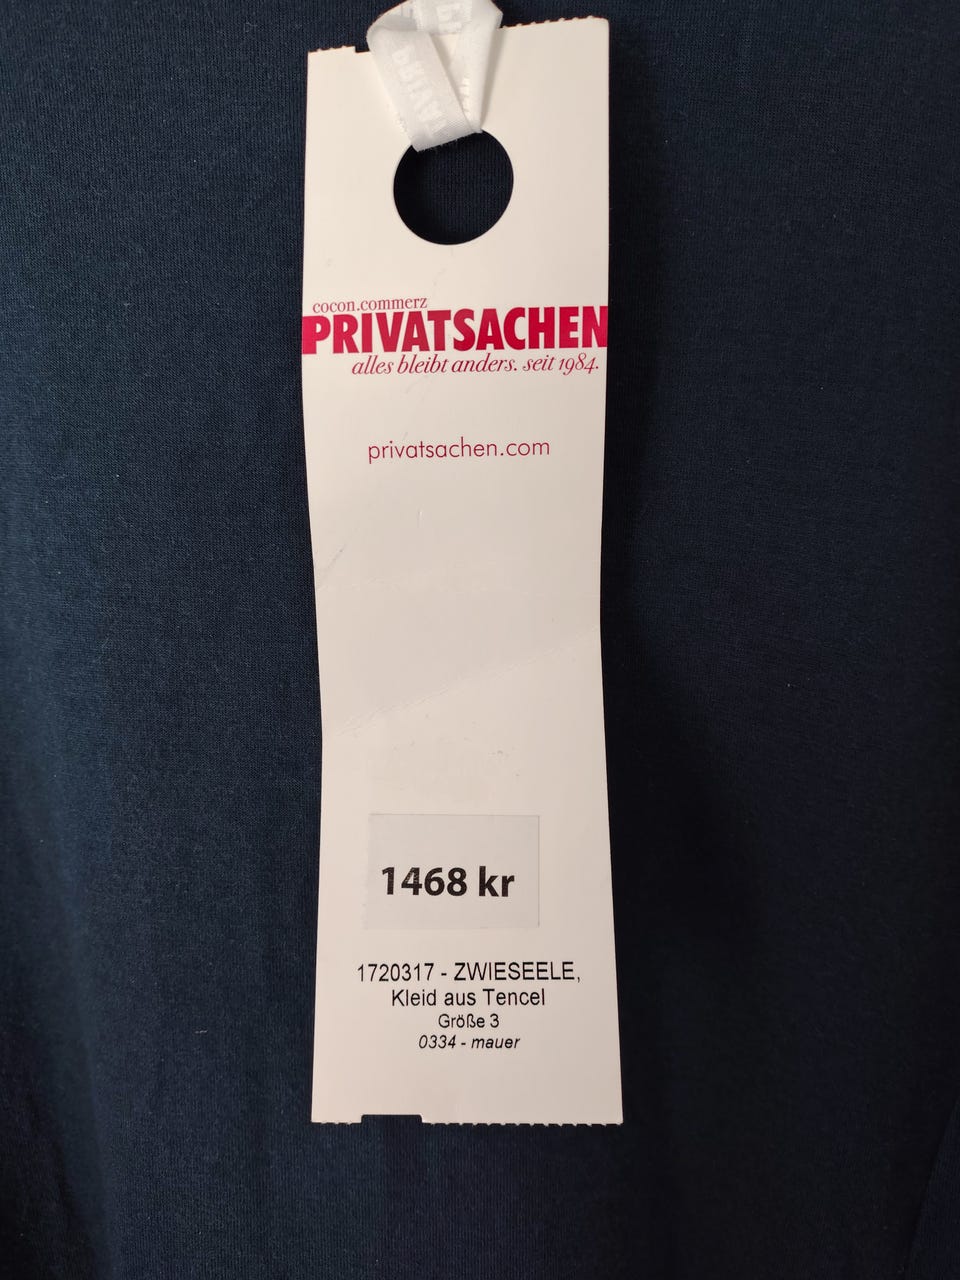 PRIVAT
cocon.commerz
PRIVATSACHEN
alles bleibt anders. seit 1984.
privatsachen.com
1468 kr
1720317 - ZWIESEELE,
Kleid aus Tencel
Größe 3
0334 - mauer